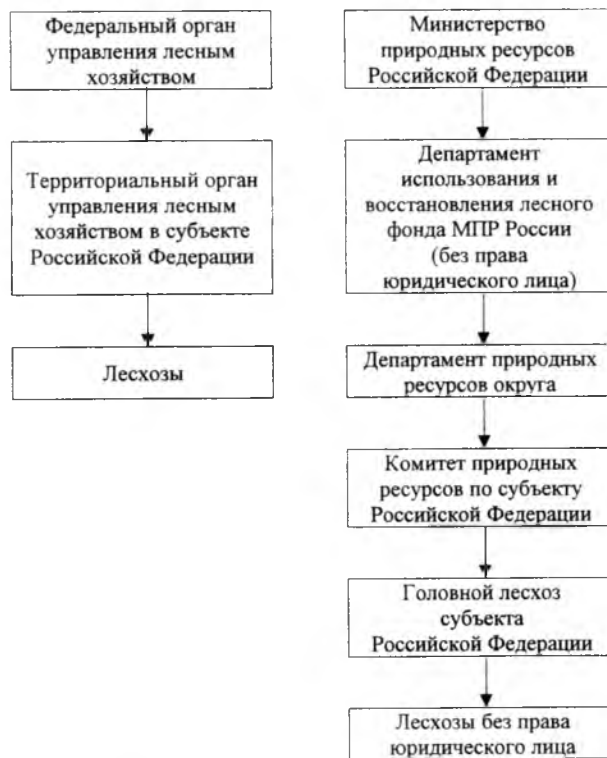 Федеральный орган
управления лесным
хозяйством
Территориальный орган
управления лесным
хозяйством в субъекте
Российской Федерации
Лесхозы
Министерство
природных ресурсов
Российской Федерации
Департамент
использования и
восстановления лесного
фонда МПР России
(без права
юридического лица)
Департамент природных
ресурсов округа
Комитет природных
ресурсов по субъекту
Российской Федерации
Головной лесхоз
субъекта
Российской Федерации
Лесхозы без права
юридического лица